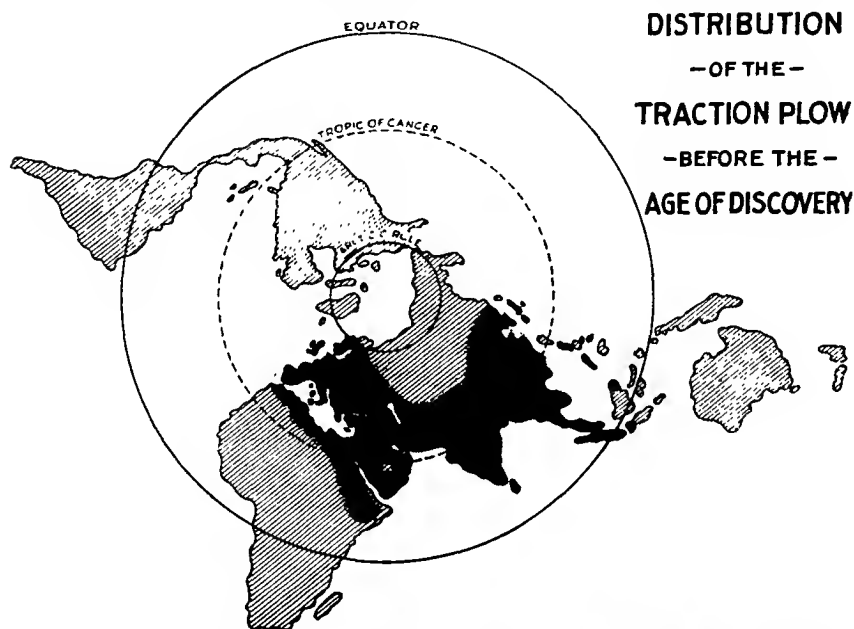 DISTRIBUTION
-OF THE-
TRACTION PLOW
-BEFORE THE-
AGE OF DISCOVERY
EQUATOR
TROPIC OF CANCER